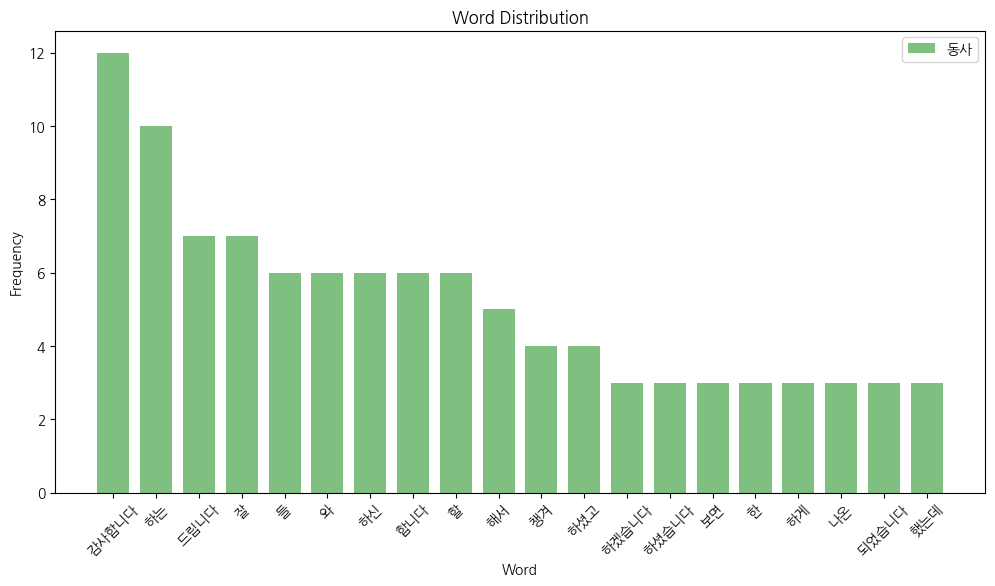 Word Distribution
동사
12
10
8
6
4
2
0
Frequency
감사합니다
하는
드립니다
잘
들
와
하신
합니다
할
해서
챙겨
하셨고
하겠습니다
하셨습니다
보면
한
하게
나온
되었습니다
했는데
Word